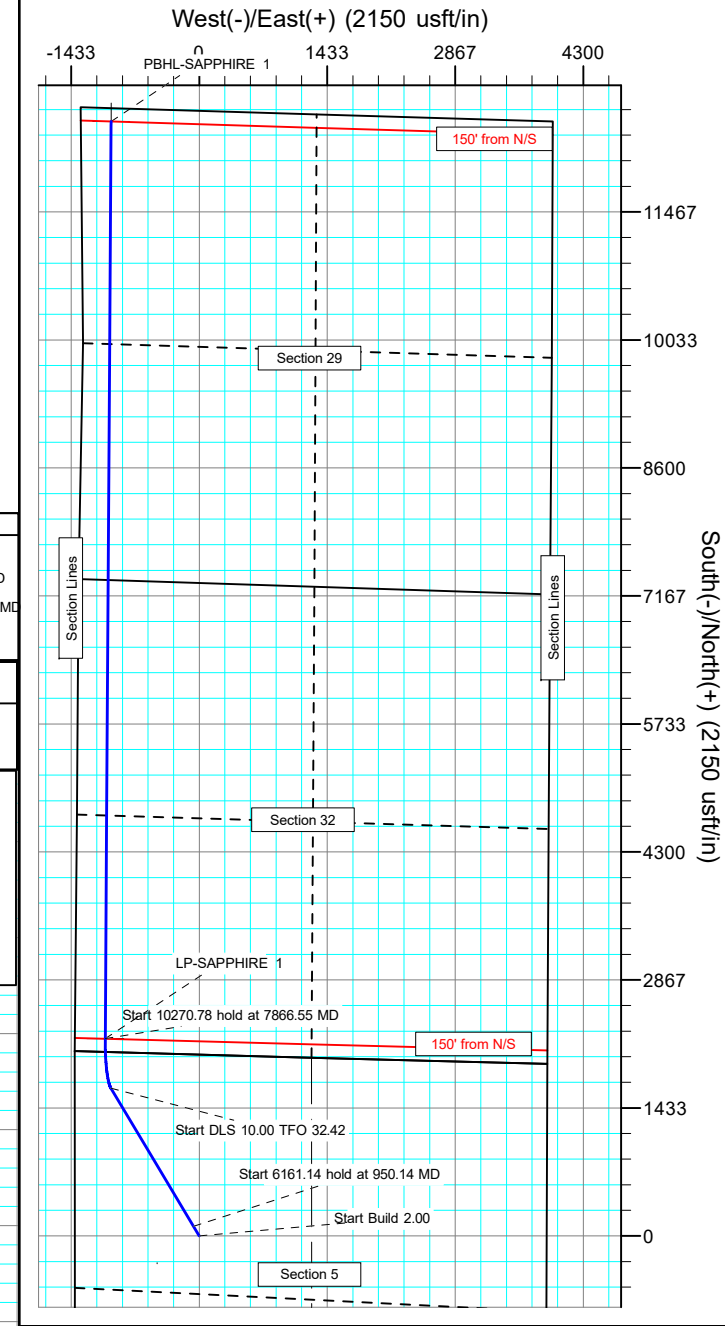 West(-)/East(+) (2150 usft/in)
-1433 0 1433 2867 4300
PBHL-SAPPHIRE 1
150' from N/S
11467
10033
Section 29
8600
Section Lines
Section Lines
7167
South(-)/North(+) (2150 usft/in)
MD
5733
Section 32
4300
LP-SAPPHIRE 1
2867
Start 10270.78 hold at 7866.55 MD
150' from N/S
1433
Start DLS 10.00 TFO 32.42
Start 6161.14 hold at 950.14 MD
Start Build 2.00
0
Section 5